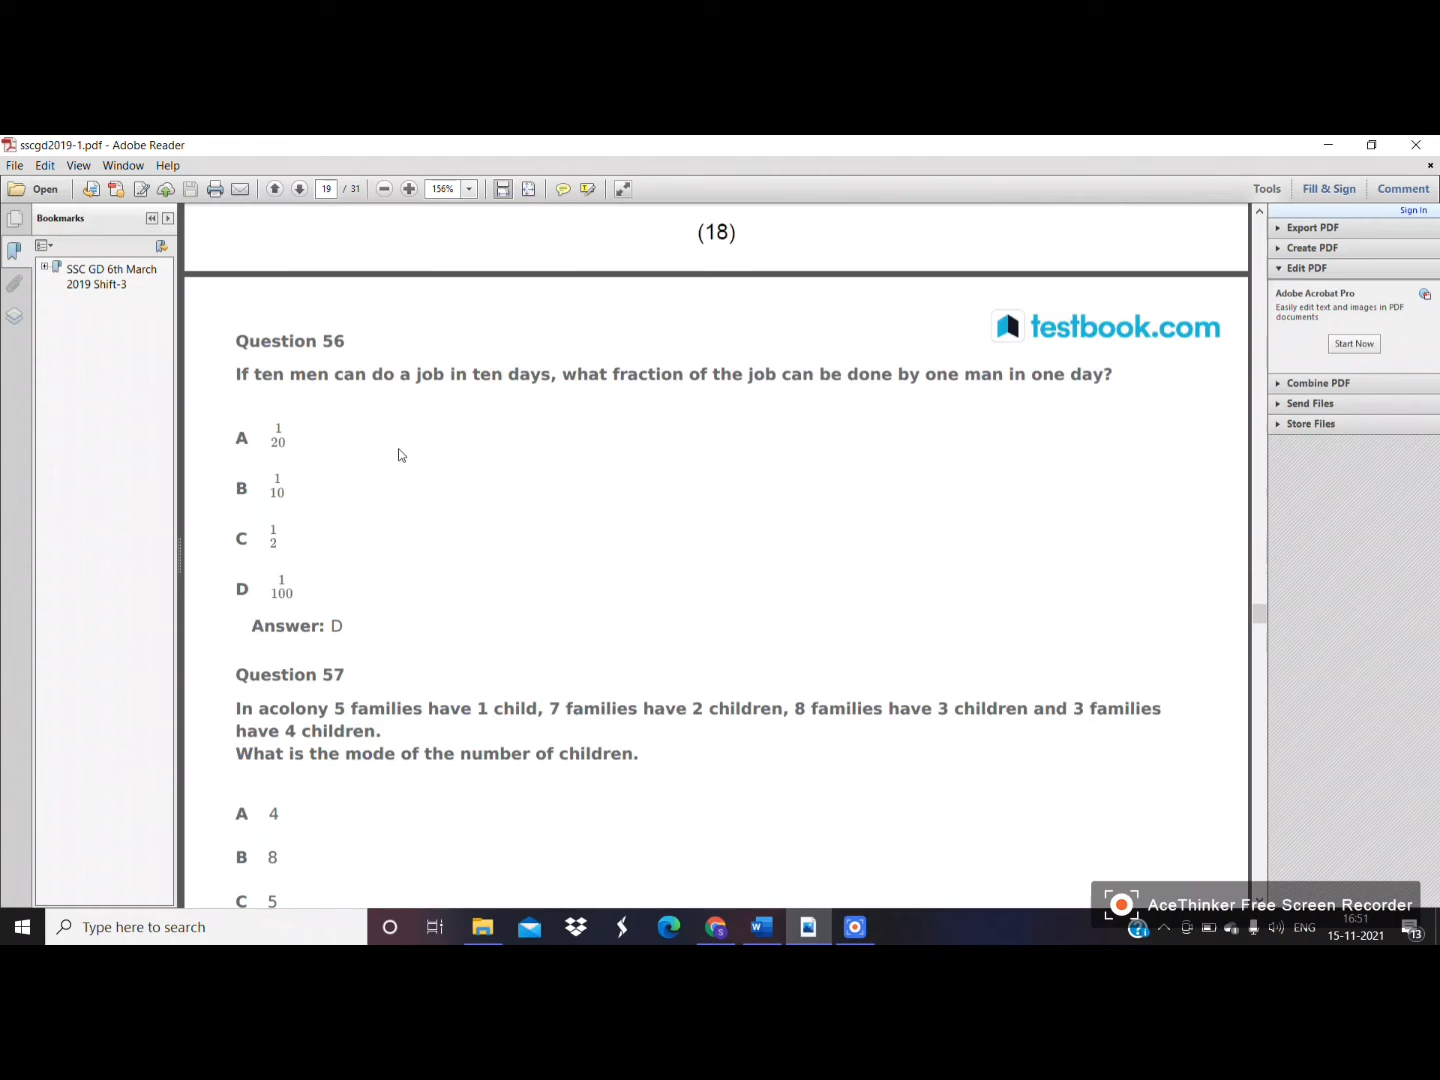 sscgd2019-1.pdf - Adobe Reader
File Edit View Window Help
Open 19 / 31 156% Tools Fill & Sign Comment
Sign In
Bookmarks
SSC GD 6th March
2019 Shift-3
(18)
testbook.com
Question 56
If ten men can do a job in ten days, what fraction of the job can be done by one man in one day?
A 1/20
B 1/10
C 1/2
D 1/100
Answer: D
Question 57
In acolony 5 families have 1 child, 7 families have 2 children, 8 families have 3 children and 3 families
have 4 children.
What is the mode of the number of children.
A 4
B 8
C 5
Export PDF
Create PDF
Edit PDF
Adobe Acrobat Pro
Easily edit text and images in PDF
documents
Start Now
Combine PDF
Send Files
Store Files
AceThinker Free Screen Recorder
Type here to search
ENG
16:51
15-11-2021
13